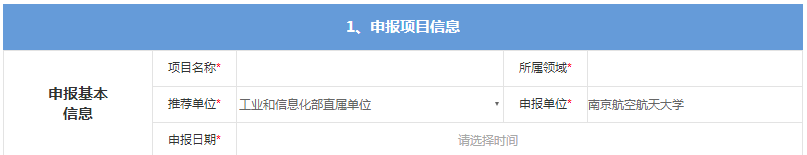 1、申报项目信息
项目名称* 所属领域*
申报基本
信息
推荐单位* 工业和信息化部直属单位 申报单位* 南京航空航天大学
申报日期* 请选择时间